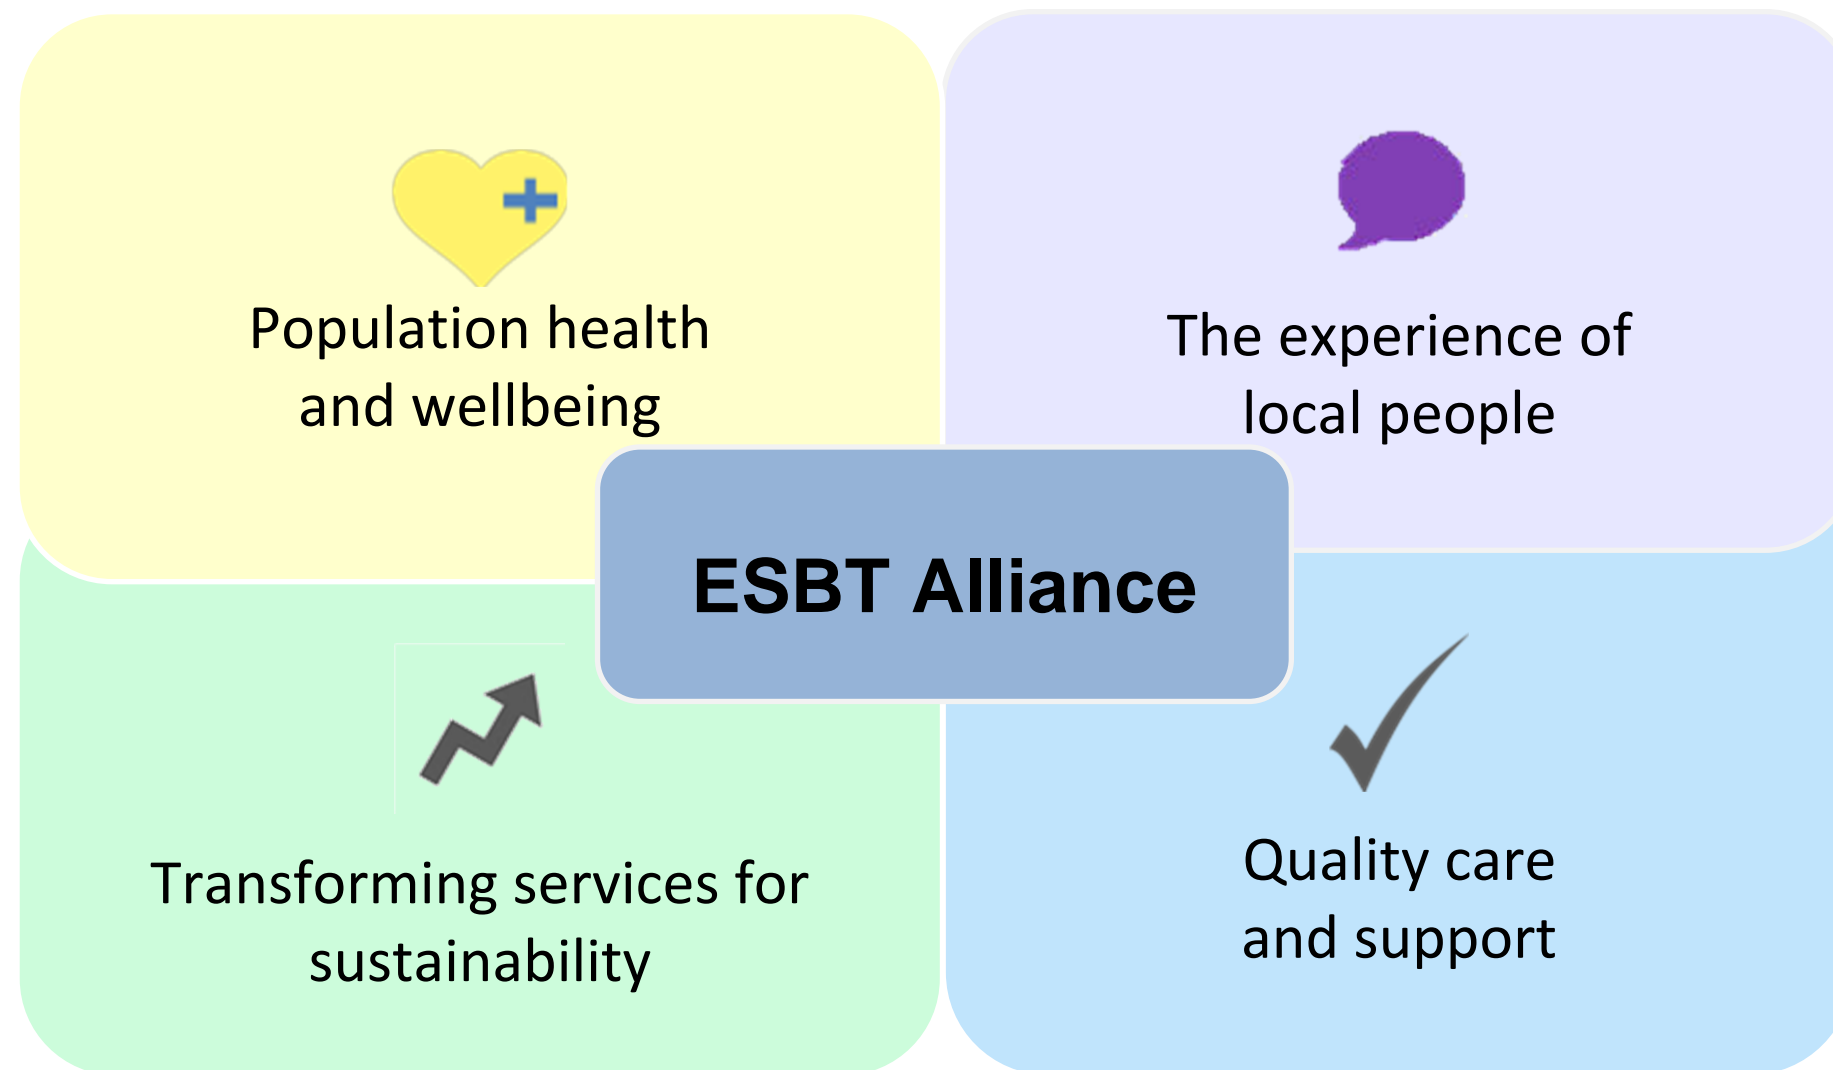 Population health
and wellbeing
The experience of
local people
ESBT Alliance
Transforming services for
sustainability
Quality care
and support